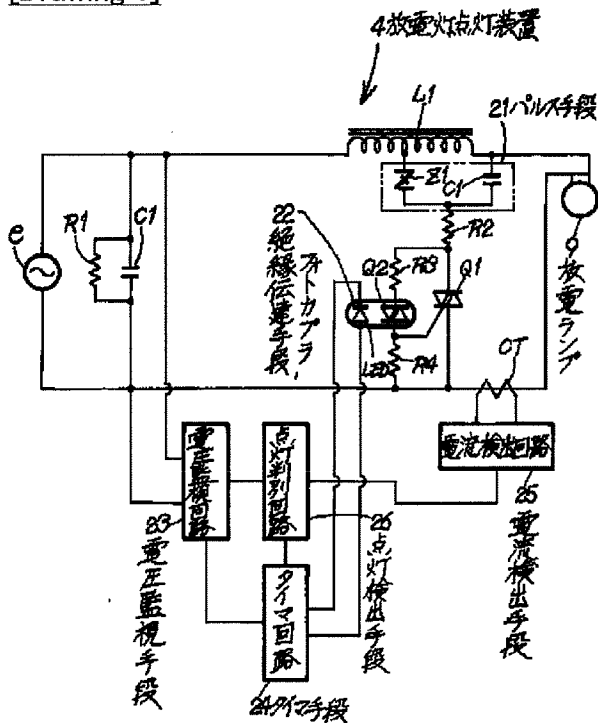 4放電灯点灯装置
L1
21パルス手段
Z1
C1
R2
e
R1
C1
22
絶縁伝達手段
フォトカプラ,
Q2
R3
Q1
LED
R4
9放電ランプ
CT
電圧監視回路
点灯判別回路
電流検出回路
23
電圧監視手段
26
点灯検出手段
25
電流検出手段
タイマ回路
24タイマ手段